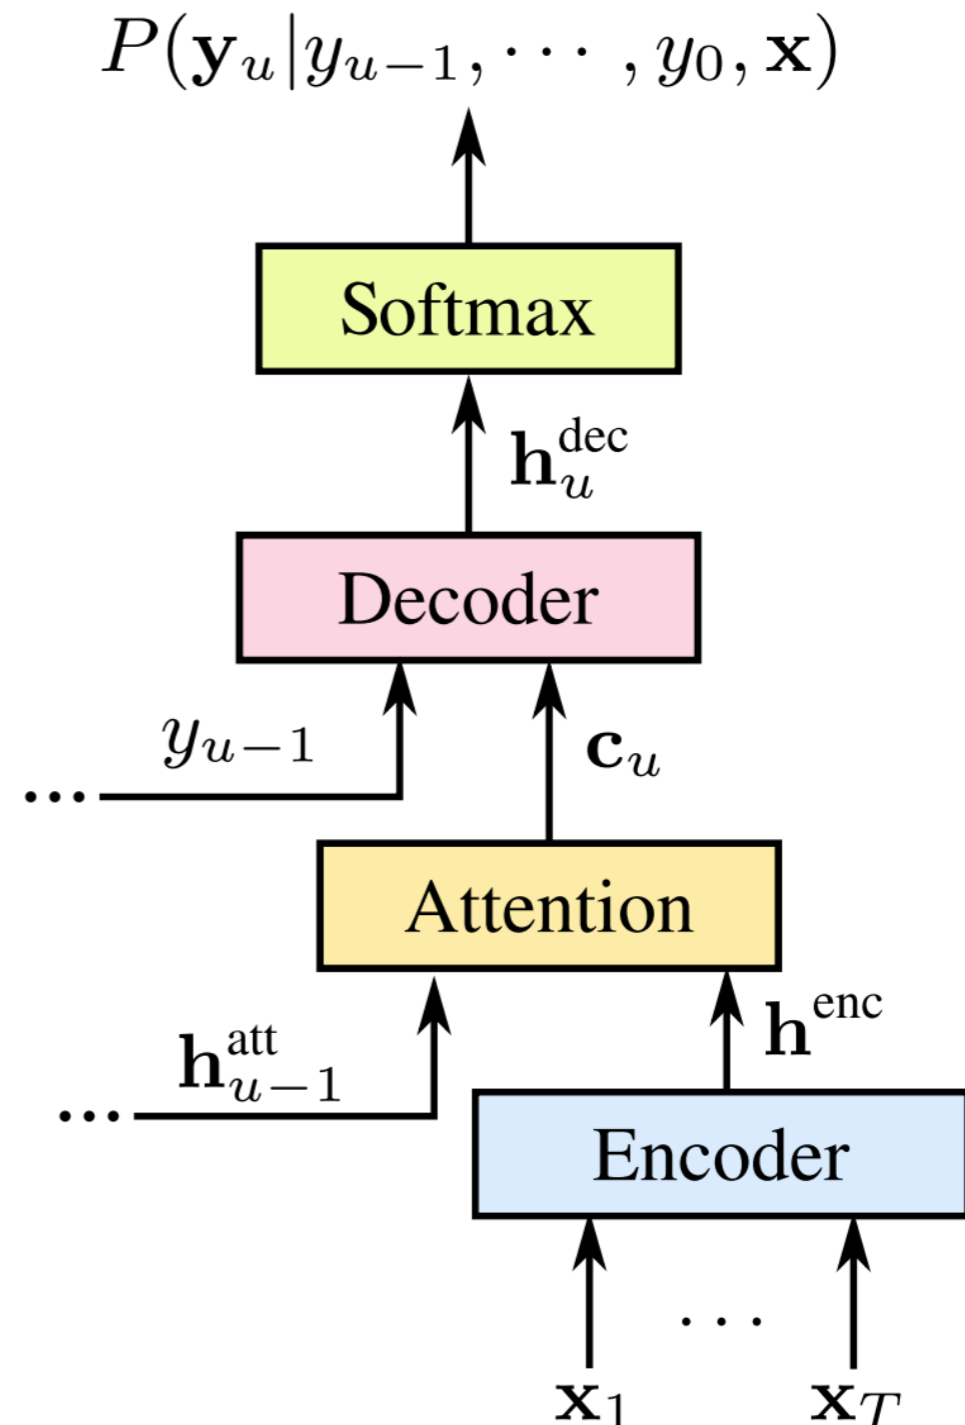 P(y_u|y_{u-1}, ··· , y_0, x)
Softmax
h_u^{dec}
Decoder
y_{u-1}
c_u
...
Attention
h_{u-1}^{att}
h^{enc}
...
Encoder
...
x_1 x_T